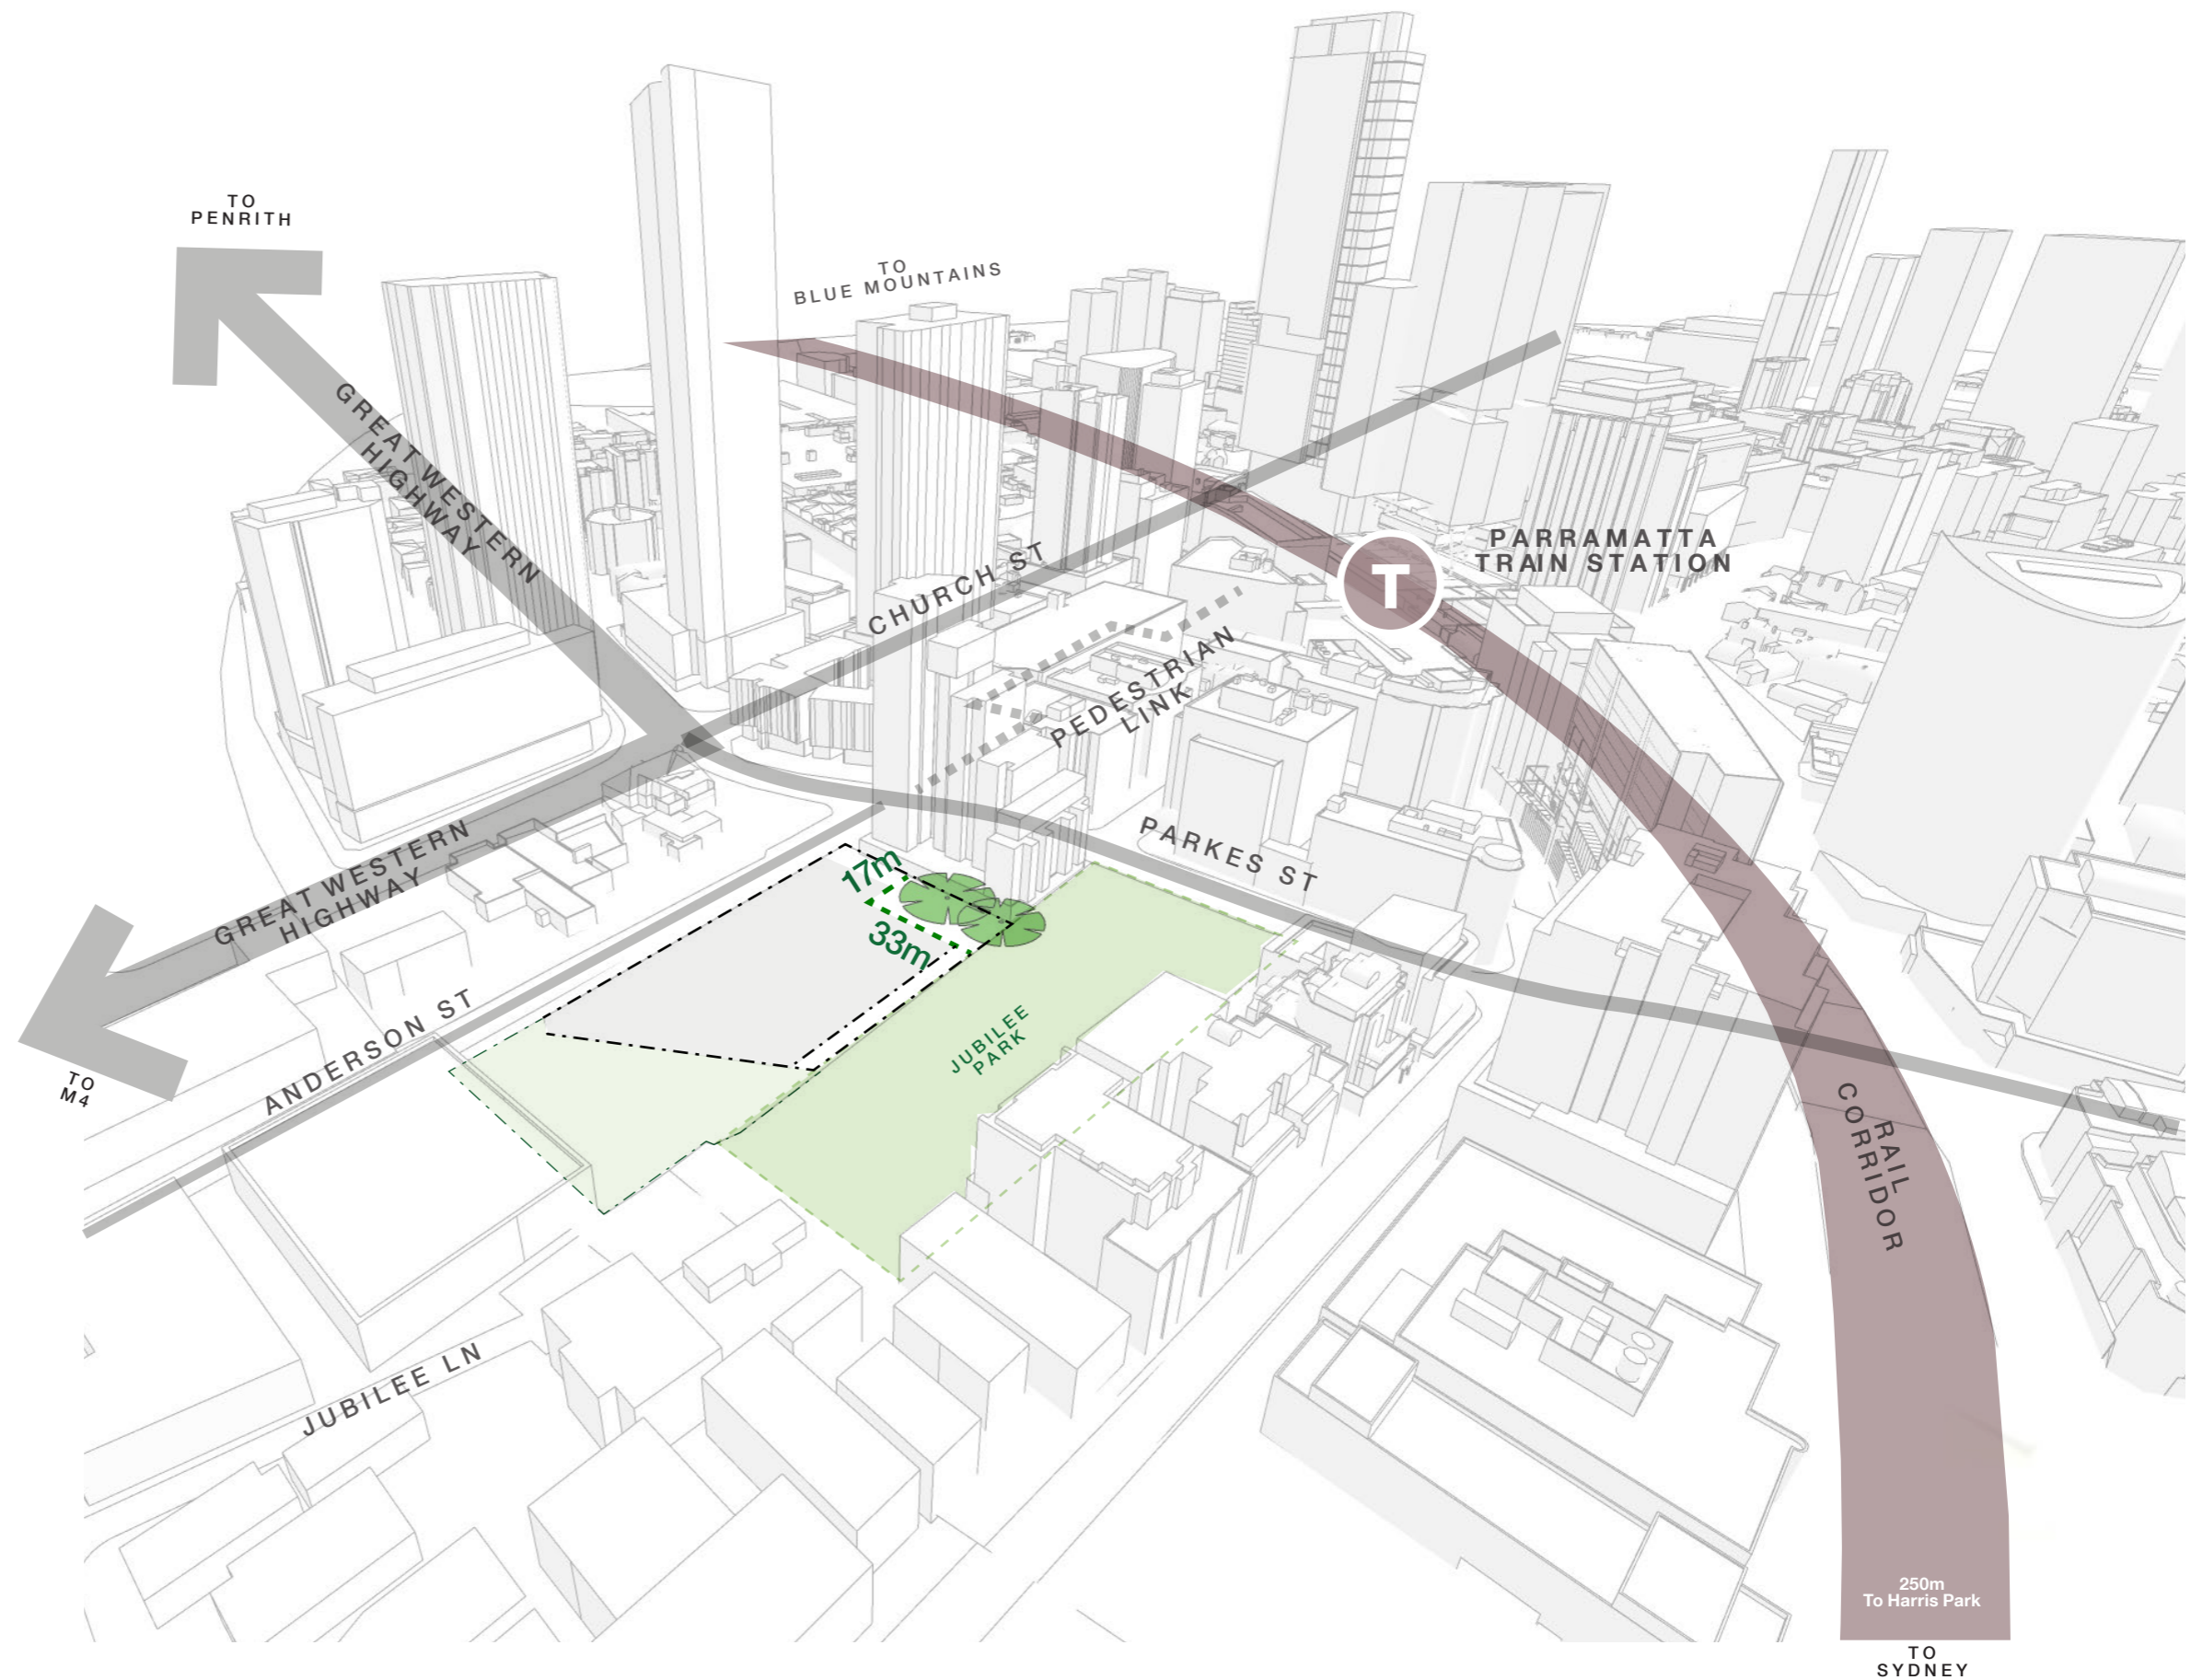 TO
PENRITH
TO
BLUE MOUNTAINS
GREAT WESTERN
HIGHWAY
PARRAMATTA
TRAIN STATION
T
CHURCH ST
PEDESTRIAN
LINK
PARKES ST
GREAT WESTERN
HIGHWAY
17m
33m
ANDERSON ST
JUBILEE
PARK
TO
M4
RAIL
CORRIDOR
JUBILEE LN
250m
To Harris Park
TO
SYDNEY